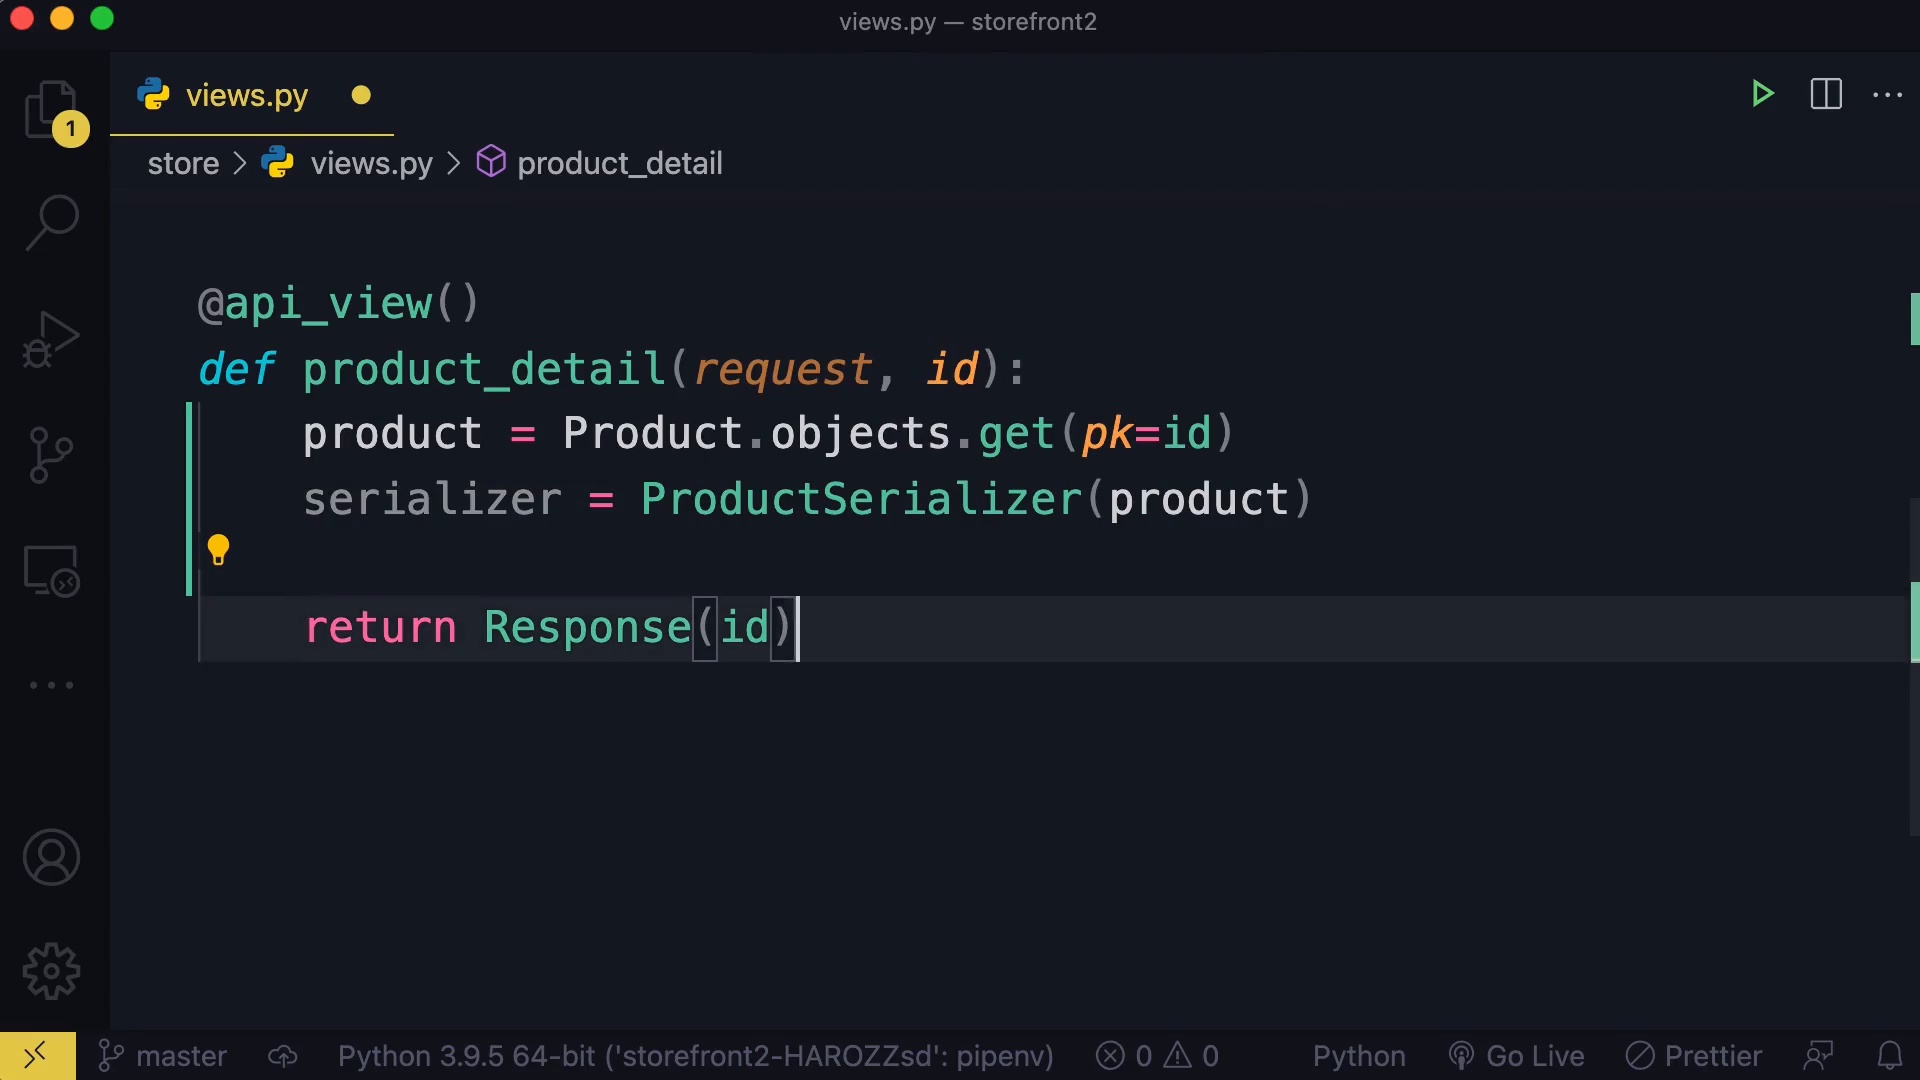 views.py — storefront2
views.py
1
store > views.py > product_detail
@api_view()
def product_detail(request, id):
    product = Product.objects.get(pk=id)
    serializer = ProductSerializer(product)
    return Response(id)
master Python 3.9.5 64-bit ('storefront2-HAROZZsd': pipenv) 0 0 Python Go Live Prettier